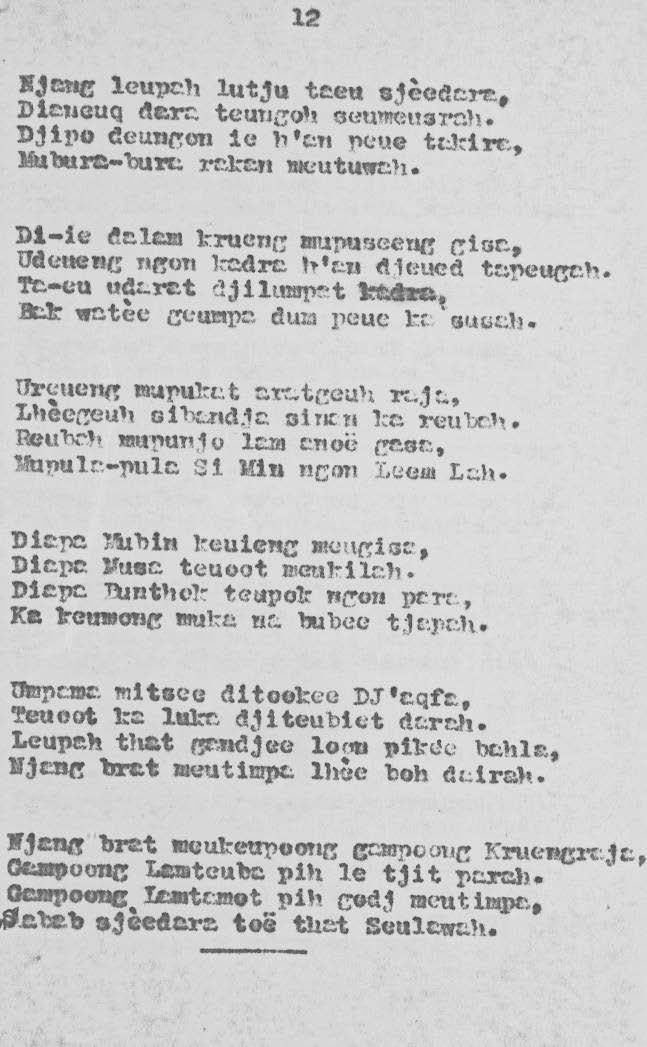 12
Njang leupah lutju taeu sjèedara,
Dianeuq dara teungoh seumeusrah.
Djipo deungon ie h'an peue takira,
Mubura-bura rakan meutuwah.
Di-ie dalam krueng mupuseeng gisa,
Udeueng ngon kadra h'an djeued tapeugah.
Ta-eu udarat djilumpat kadra,
Bak watèe geumpa dum peue ka susah.
Ureueng mupukat aratgeuh raja,
Lhèegeuh sibandja sinan ka reubah.
Reubah mupunjo lam anoë gasa,
Mupula-pula Si Min ngon Leem Lah.
Diapa Mubin keuieng meugisa,
Diapa Musa teuoot meukilah.
Diapa Bunthok teupok ngon para,
Ka keumong muka na bubee tjapah.
Umpama mitsee ditookee DJ'aqfa,
Teuoot ka luka djiteubiet darah.
Leupah that gandjee loon pikée bahla,
Njang brat meutimpa lhèe boh dairah.
Njang brat meukeupoong gampoong Kruengraja,
Gampoong Lamteuba pih le tjit parah.
Gampoong Lamtamot pih godj meutimpa,
Sabab sjèedara toë that Seulawah.